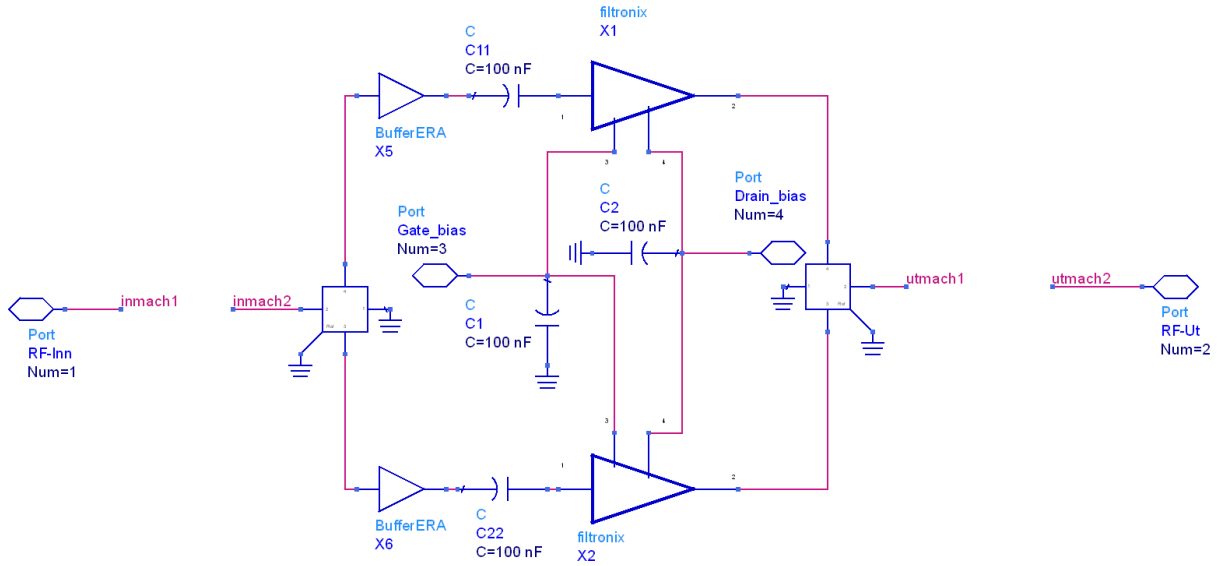 filtronix
X1
C
C11
C=100 nF
2
1
BufferERA
X5
3
4
C
C2
C=100 nF
Port
Drain_bias
Num=4
Port
Gate_bias
Num=3
inmach1
inmach2
utmach1
utmach2
Port
RF-Inn
Num=1
C
C1
C=100 nF
Port
RF-Ut
Num=2
3
4
1
2
BufferERA
X6
C
C22
C=100 nF
filtronix
X2